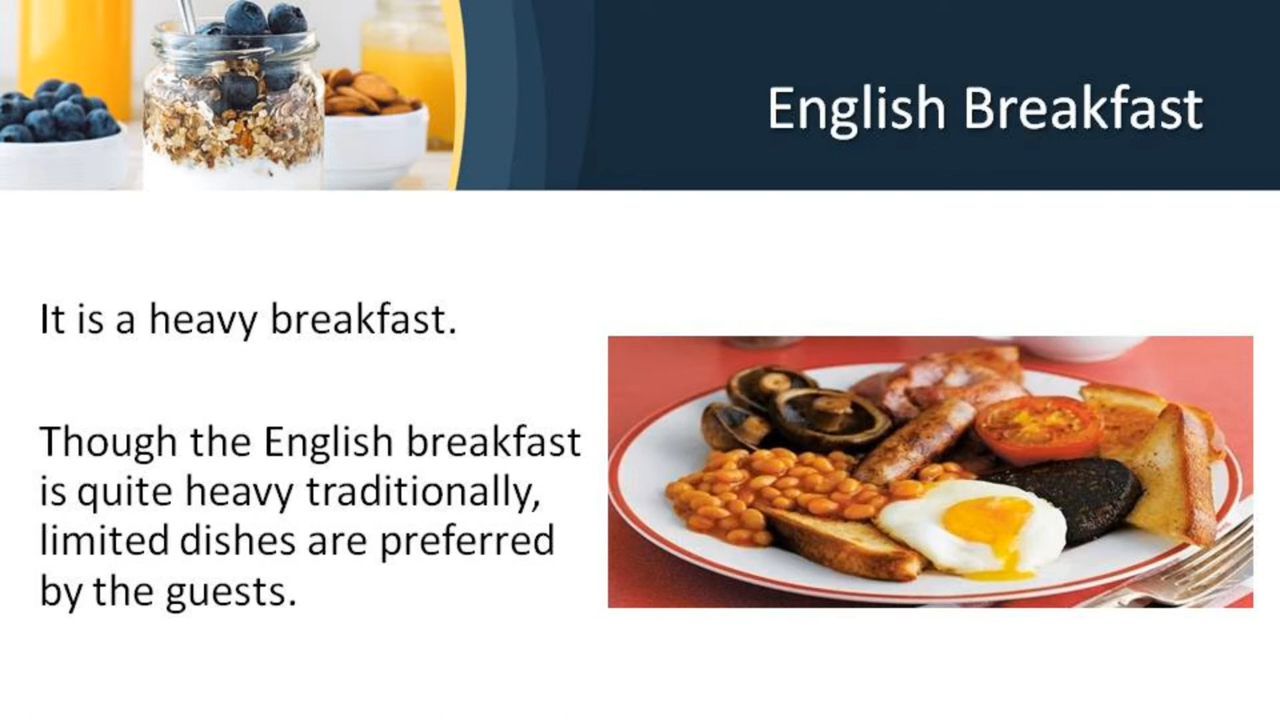 English Breakfast
It is a heavy breakfast.
Though the English breakfast
is quite heavy traditionally,
limited dishes are preferred
by the guests.